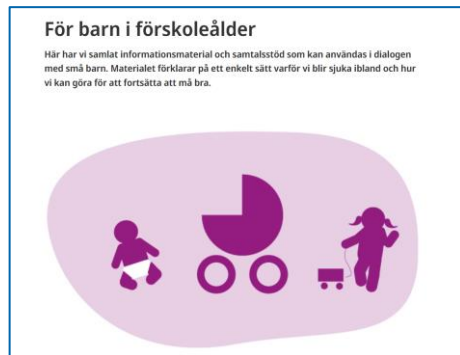 För barn i förskoleålder
Här har vi samlat informationsmaterial och samtalsstöd som kan användas i dialogen
med små barn. Materialet förklarar på ett enkelt sätt varför vi blir sjuka ibland och hur
vi kan göra för att fortsätta att må bra.